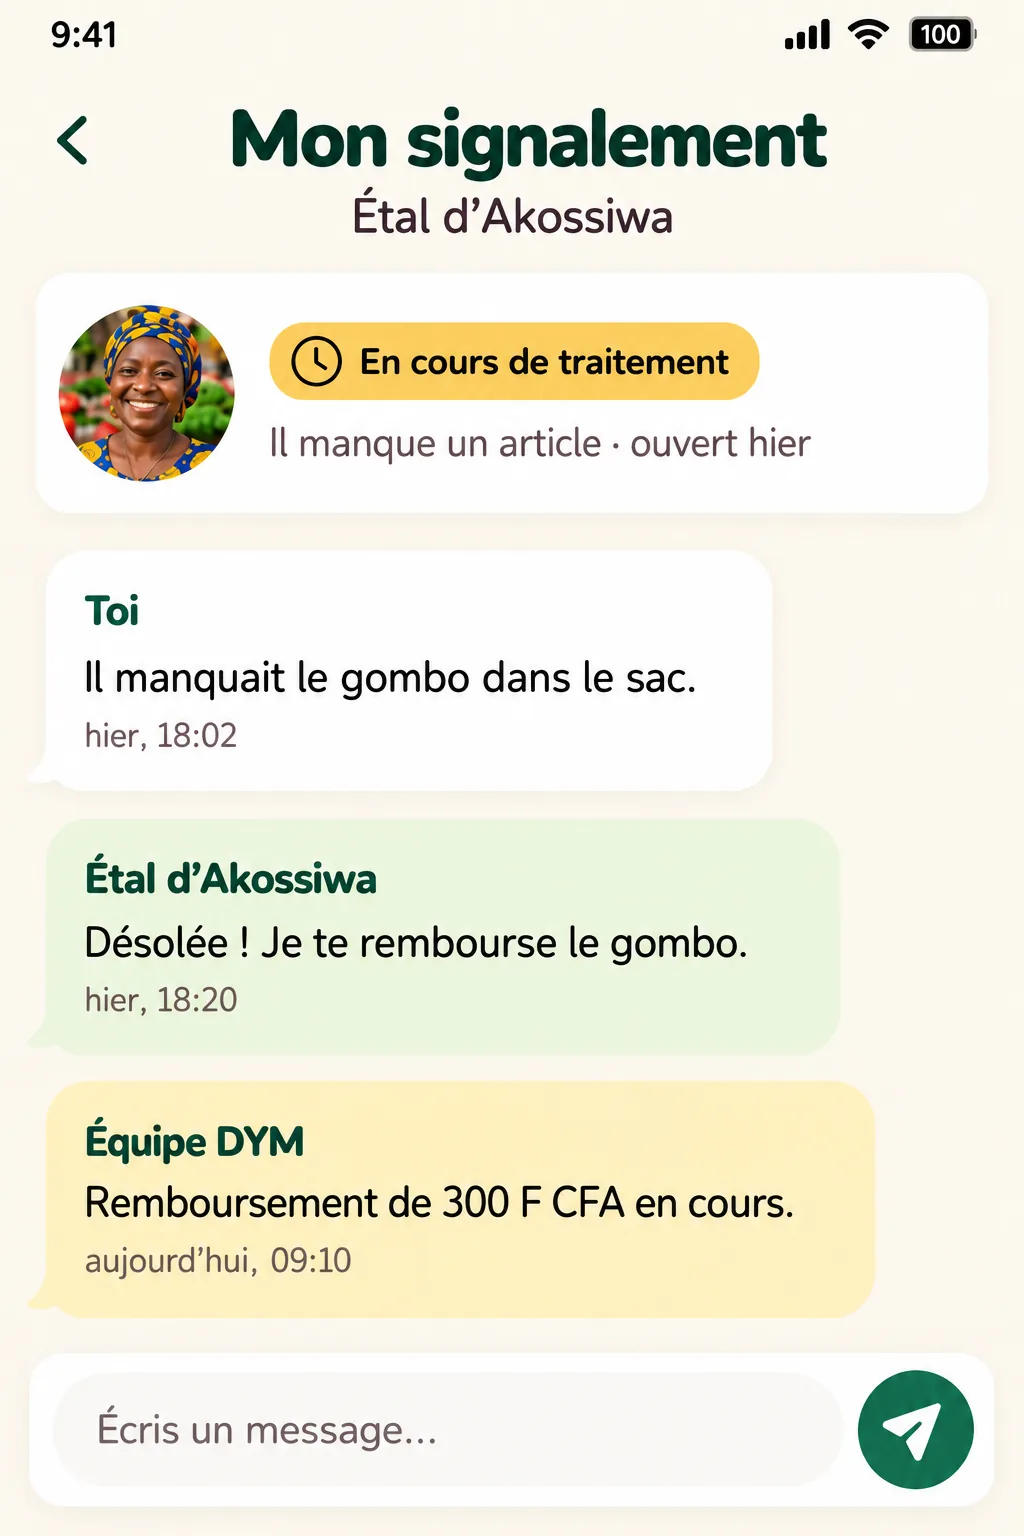 9:41
100
Mon signalement
Étal d’Akossiwa
En cours de traitement
Il manque un article · ouvert hier
Toi
Il manquait le gombo dans le sac.
hier, 18:02
Étal d’Akossiwa
Désolée ! Je te rembourse le gombo.
hier, 18:20
Équipe DYM
Remboursement de 300 F CFA en cours.
aujourd’hui, 09:10
Écris un message...